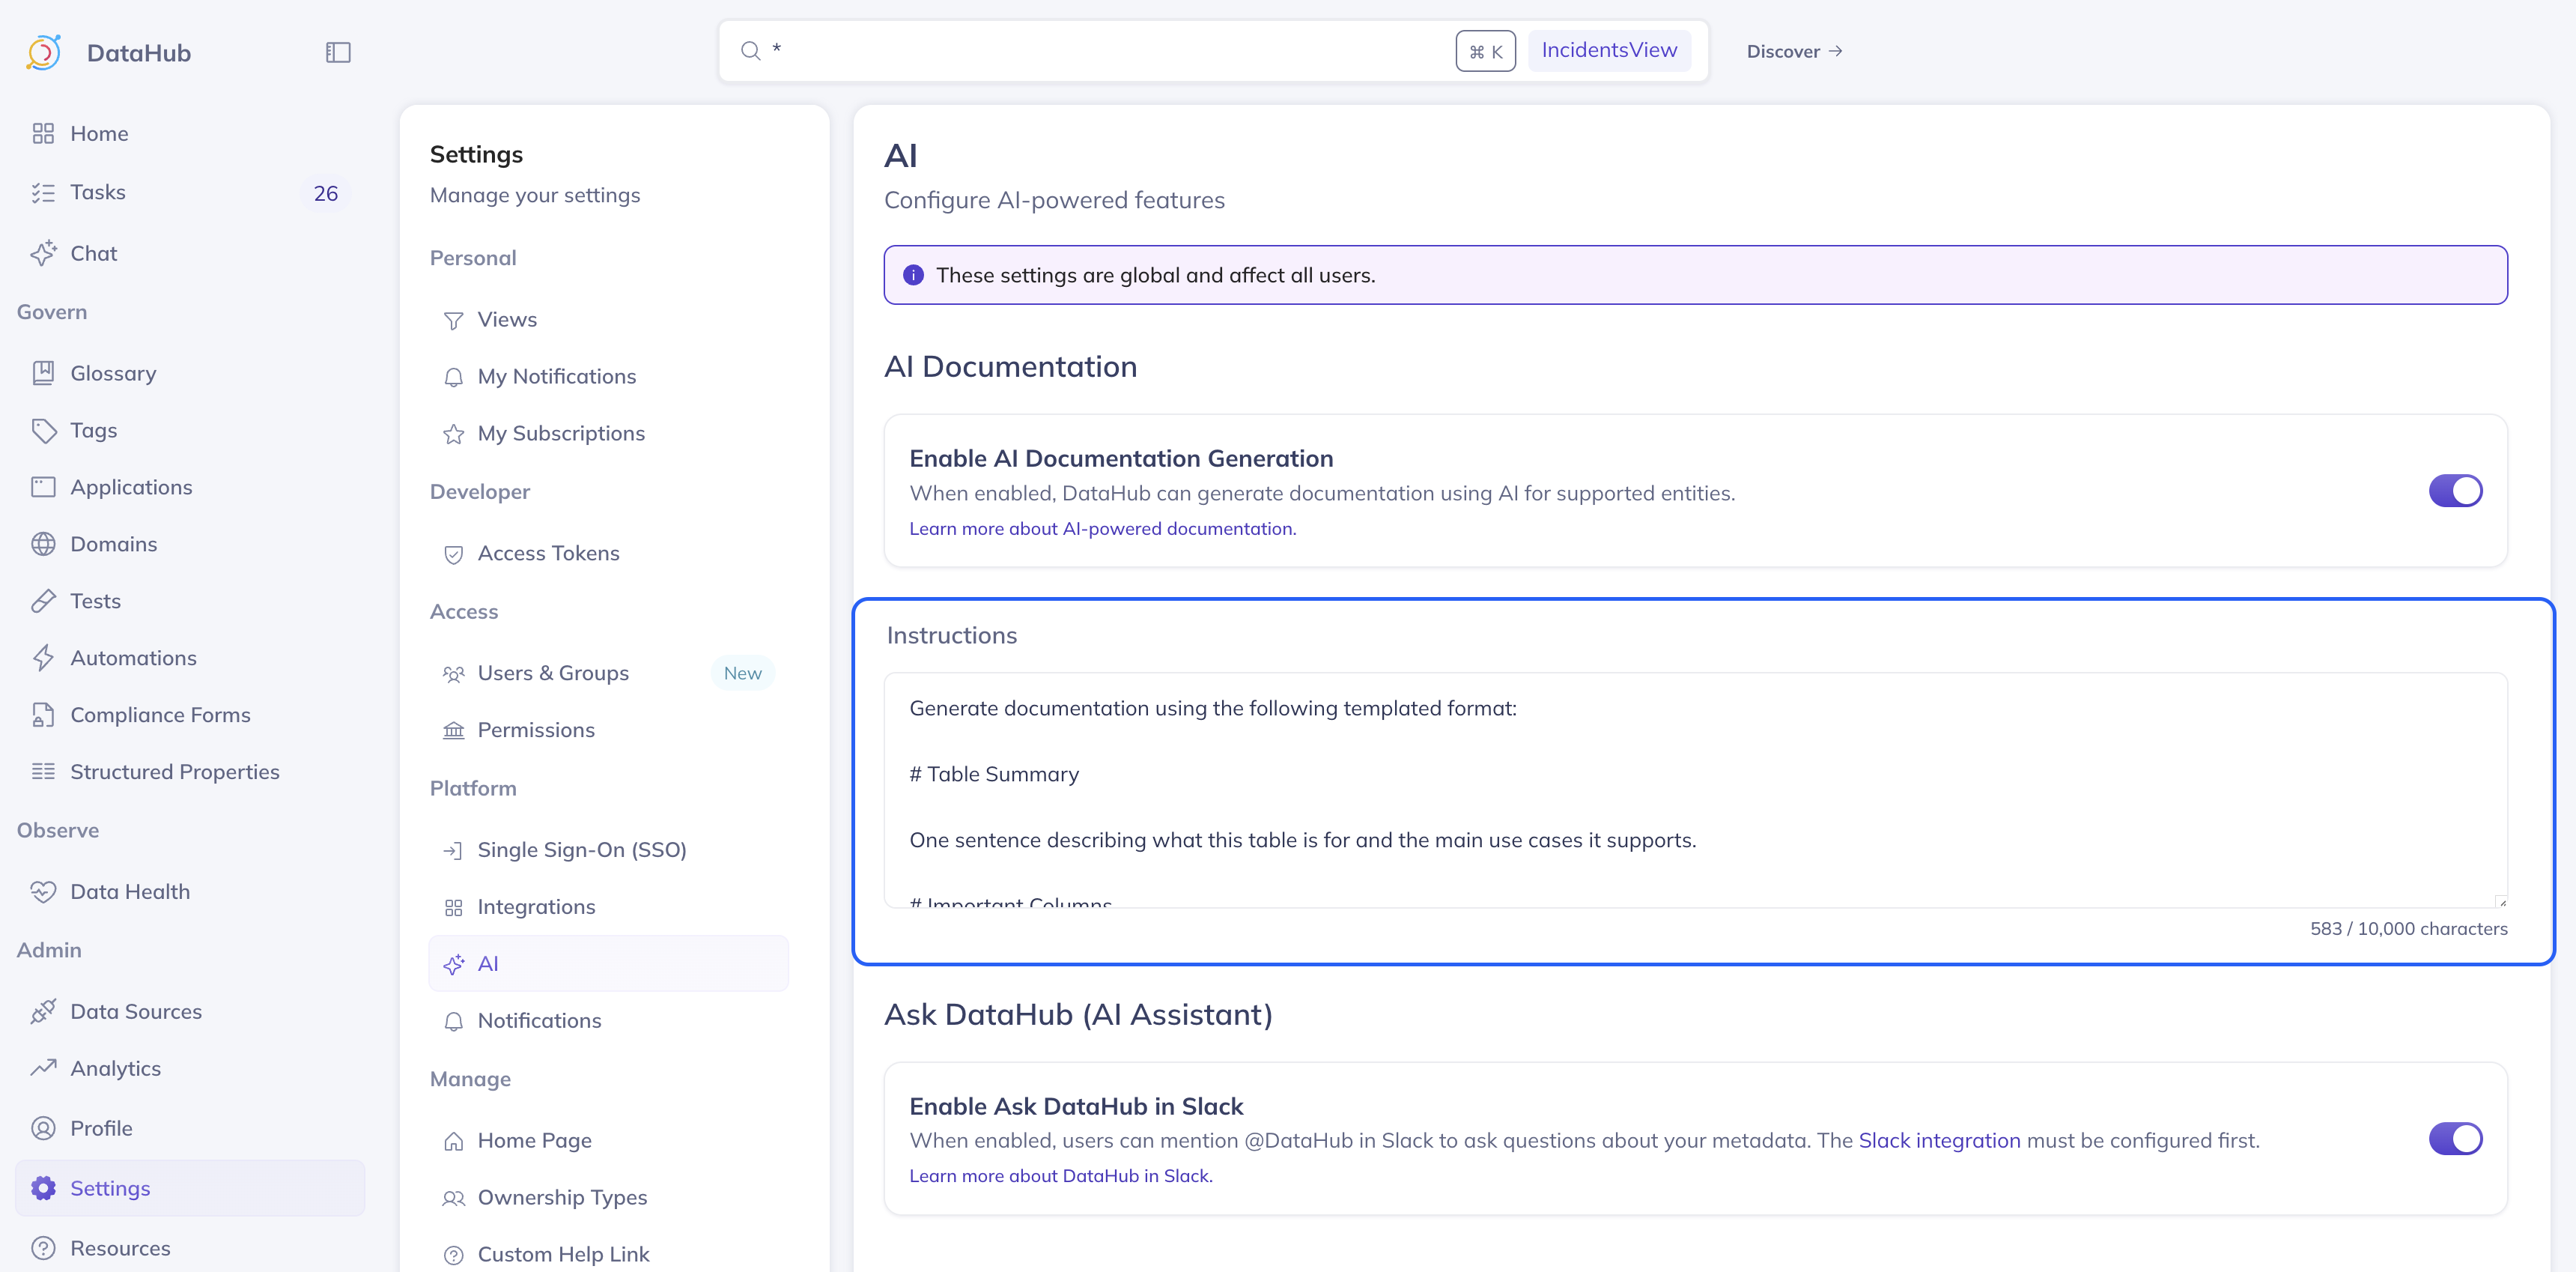 DataHub
Home
Tasks 26
Chat
Govern
Glossary
Tags
Applications
Domains
Tests
Automations
Compliance Forms
Structured Properties
Observe
Data Health
Admin
Data Sources
Analytics
Profile
Settings
Resources
* ⌘ K IncidentsView
Discover →
Settings
Manage your settings
Personal
Views
My Notifications
My Subscriptions
Developer
Access Tokens
Access
Users & Groups New
Permissions
Platform
Single Sign-On (SSO)
Integrations
AI
Notifications
Manage
Home Page
Ownership Types
Custom Help Link
AI
Configure AI-powered features
These settings are global and affect all users.
AI Documentation
Enable AI Documentation Generation
When enabled, DataHub can generate documentation using AI for supported entities.
Learn more about AI-powered documentation.
Instructions
Generate documentation using the following templated format:
# Table Summary
One sentence describing what this table is for and the main use cases it supports.
# Important Columns
583 / 10,000 characters
Ask DataHub (AI Assistant)
Enable Ask DataHub in Slack
When enabled, users can mention @DataHub in Slack to ask questions about your metadata. The Slack integration must be configured first.
Learn more about DataHub in Slack.